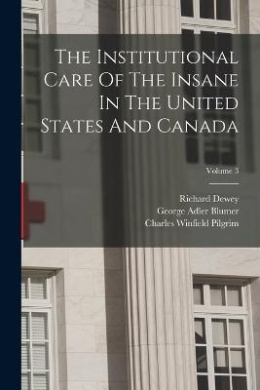 The Institutional
Care Of The Insane
In The United
States And Canada
Volume 3
Richard Dewey
George Adler Blumer
Charles Winfield Pilgrim